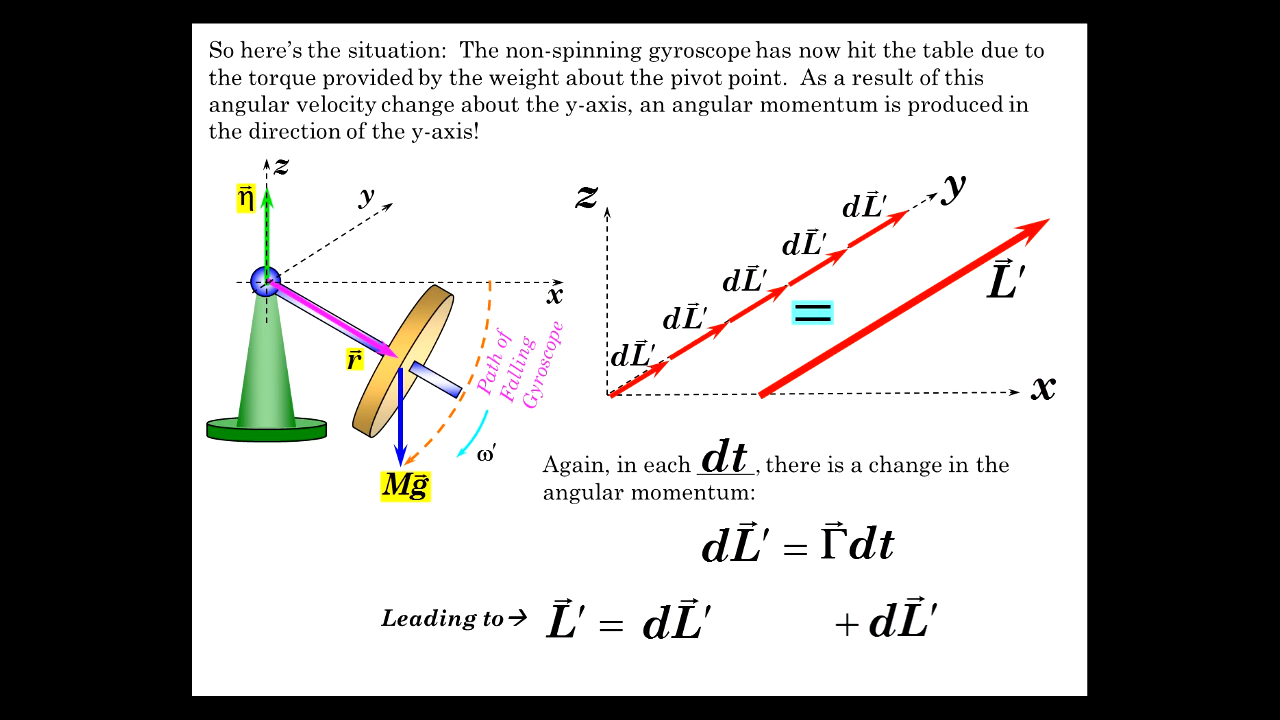 So here's the situation: The non-spinning gyroscope has now hit the table due to
the torque provided by the weight about the pivot point. As a result of this
angular velocity change about the y-axis, an angular momentum is produced in
the direction of the y-axis!
z
η⃗
y
x
r⃗
Path of
Falling
Gyroscope
ω′
Mg⃗
z
y
dL⃗′
dL⃗′
dL⃗′
dL⃗′
dL⃗′
=
L⃗′
x
Again, in each dt, there is a change in the
angular momentum:
dL⃗′ = Γ⃗dt
Leading to→ L⃗′ = dL⃗′ + dL⃗′